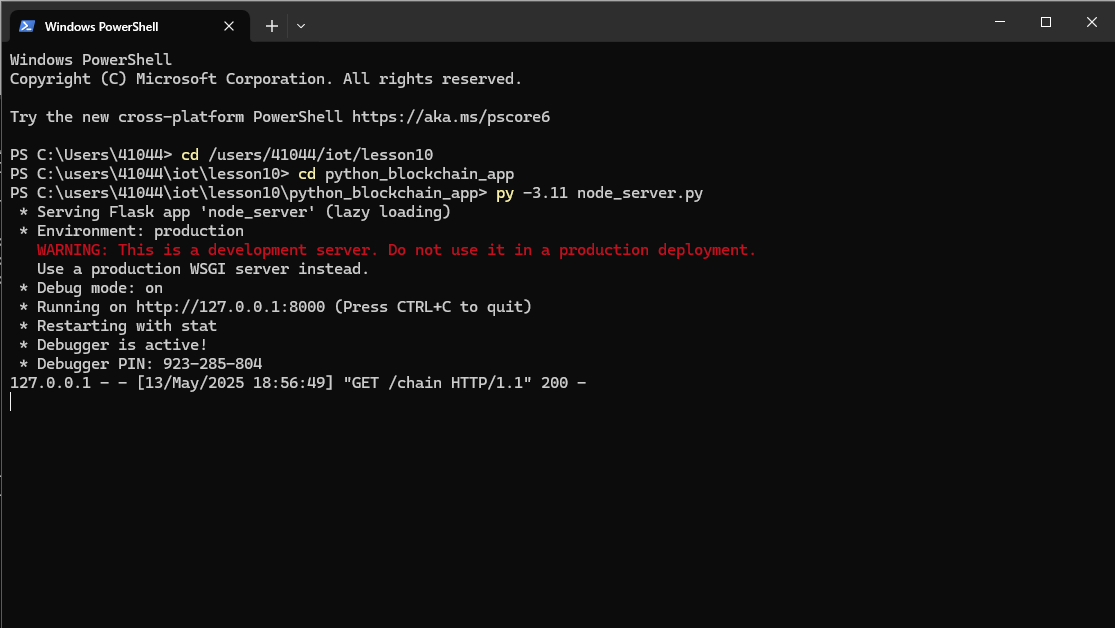 Windows PowerShell
Windows PowerShell
Copyright (C) Microsoft Corporation. All rights reserved.
Try the new cross-platform PowerShell https://aka.ms/pscore6
PS C:\Users\41044> cd /users/41044/iot/lesson10
PS C:\users\41044\iot\lesson10> cd python_blockchain_app
PS C:\users\41044\iot\lesson10\python_blockchain_app> py -3.11 node_server.py
 * Serving Flask app 'node_server' (lazy loading)
 * Environment: production
   WARNING: This is a development server. Do not use it in a production deployment.
   Use a production WSGI server instead.
 * Debug mode: on
 * Running on http://127.0.0.1:8000 (Press CTRL+C to quit)
 * Restarting with stat
 * Debugger is active!
 * Debugger PIN: 923-285-804
127.0.0.1 - - [13/May/2025 18:56:49] "GET /chain HTTP/1.1" 200 -